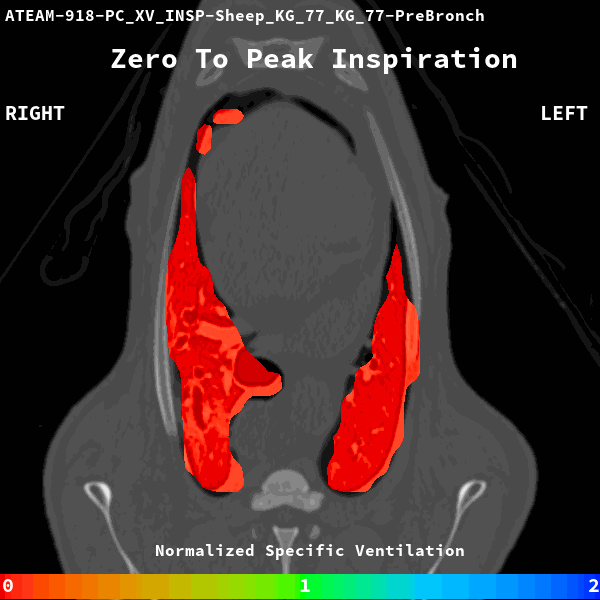 ATEAM-918-PC_XV_INSP-Sheep_KG_77_KG_77-PreBronch
Zero To Peak Inspiration
RIGHT LEFT
Normalized Specific Ventilation
0 1 2